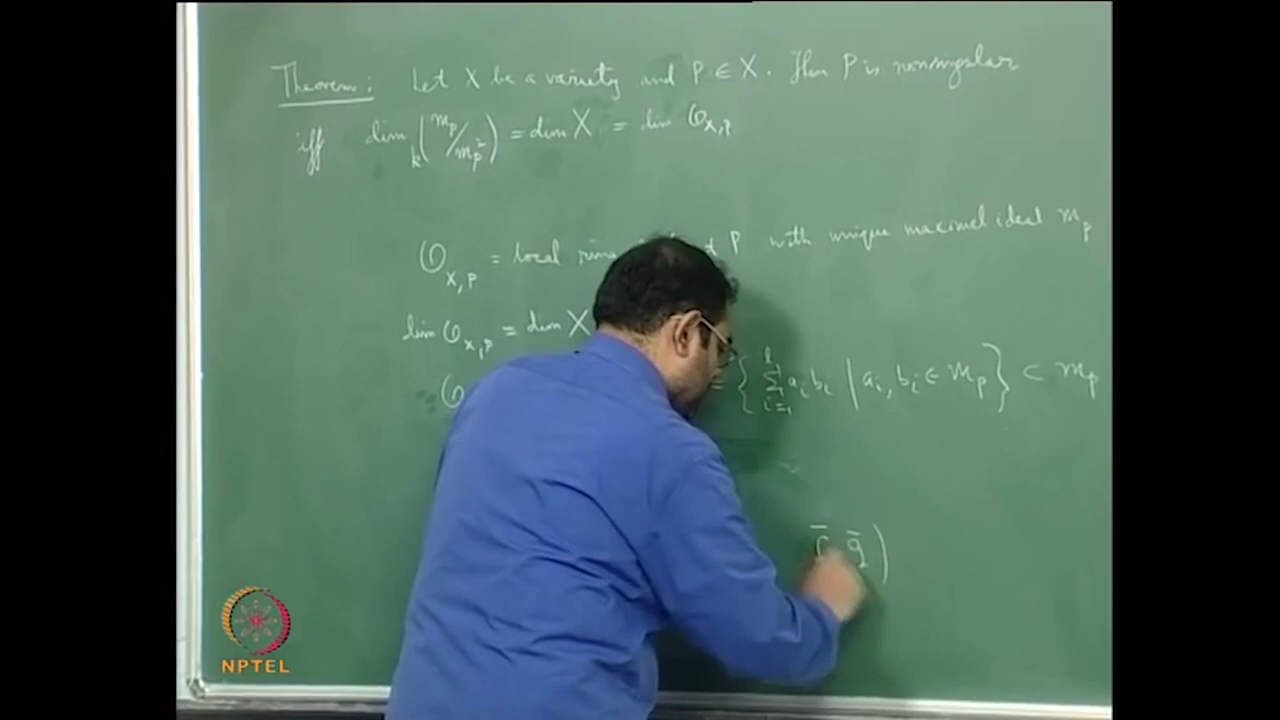 Theorem: Let X be a variety and P ∈ X. Then P is nonsingular
iff dim_k (m_P / m_P^2) = dim X = dim O_{X,P}
O_{X,P} = local ring at P with unique maximal ideal m_P
dim O_{X,P} = dim X
O = { Σ_{i=1}^{l} a_i b_i | a_i, b_i ∈ m_P } ⊂ m_P
g̅ )
NPTEL